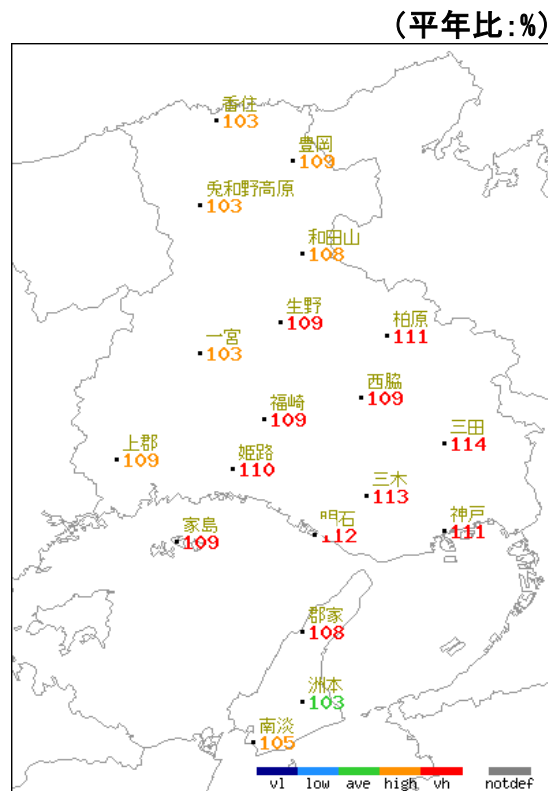 (平年比:%)
香住
103
豊岡
109
兎和野高原
103
和田山
108
生野
109
柏原
111
一宮
103
西脇
109
福崎
109
三田
114
上郡
109
姫路
110
三木
113
神戸
111
明石
112
家島
109
郡家
108
洲本
103
南淡
105
vl low ave high vh notdef